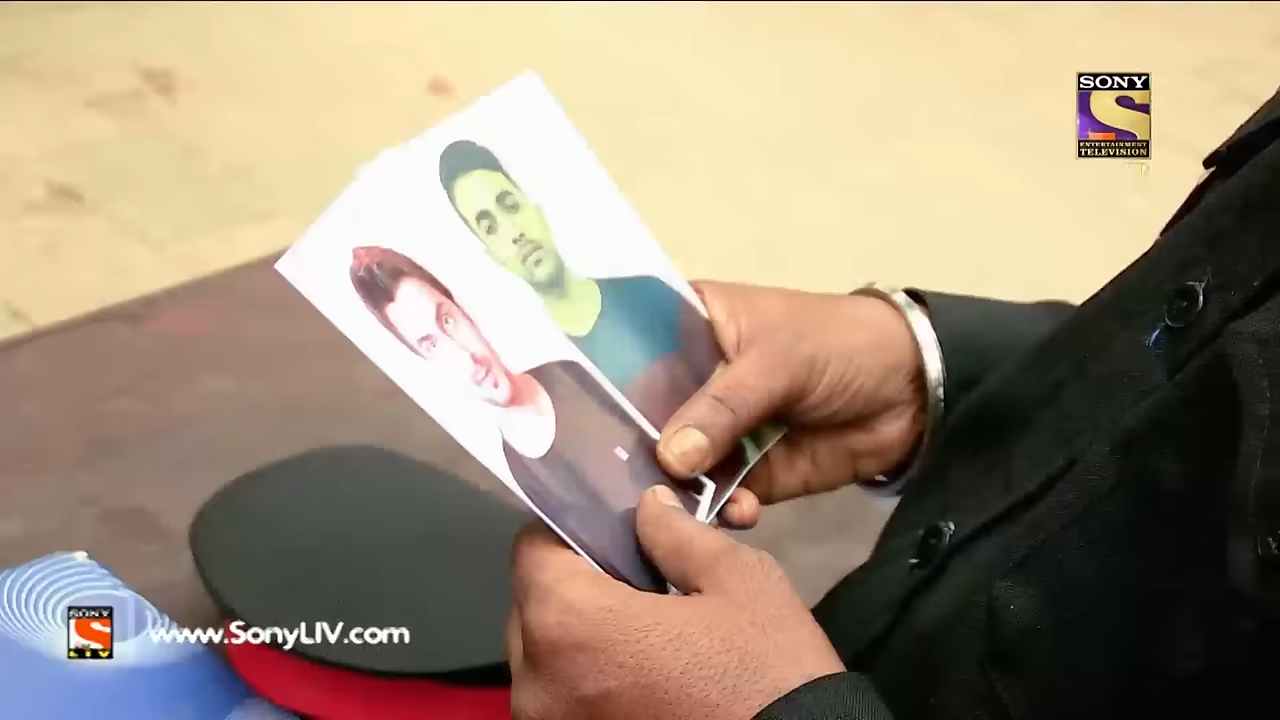 SONY
ENTERTAINMENT
TELEVISION
SONY
LIV
www.SonyLIV.com